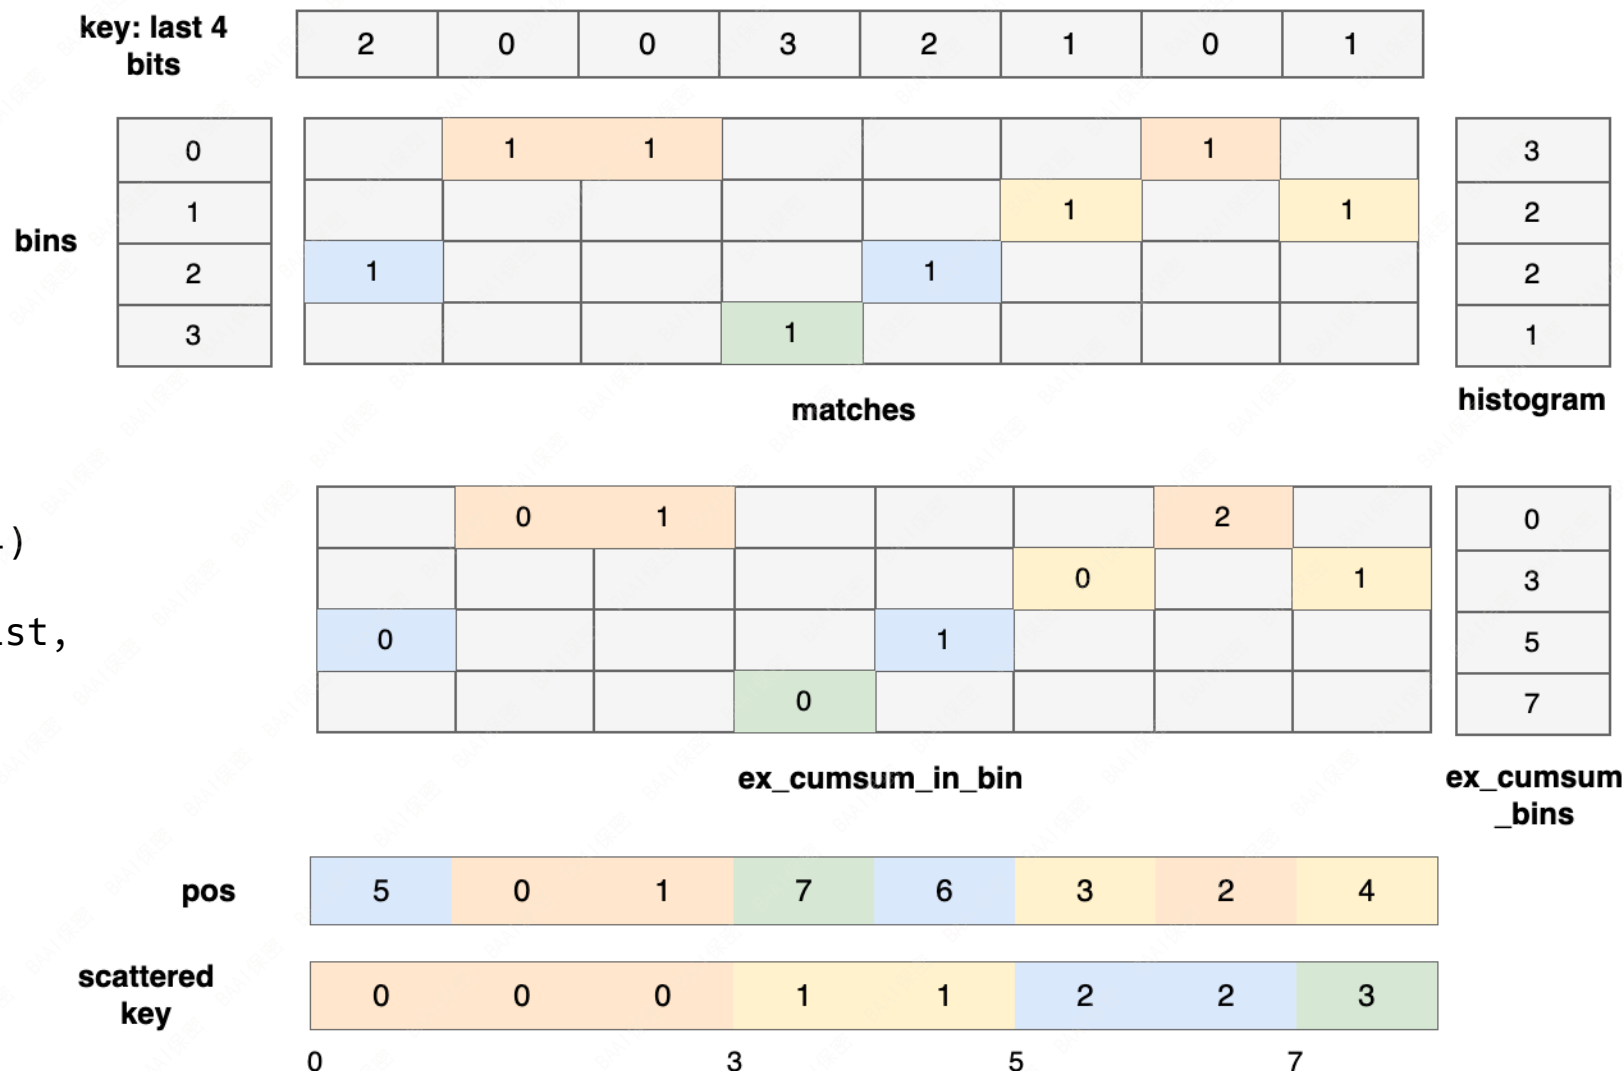 key: last 4
bits
2 0 0 3 2 1 0 1
bins
0 1 1 1 3
1 1 1 2
2 1 1 2
3 1 1
matches
histogram
0 1 2 0
)
0 1 3
st,
0 1 5
0 7
ex_cumsum_in_bin
ex_cumsum
_bins
pos
5 0 1 7 6 3 2 4
scattered
key
0 0 0 1 1 2 2 3
0 3 5 7